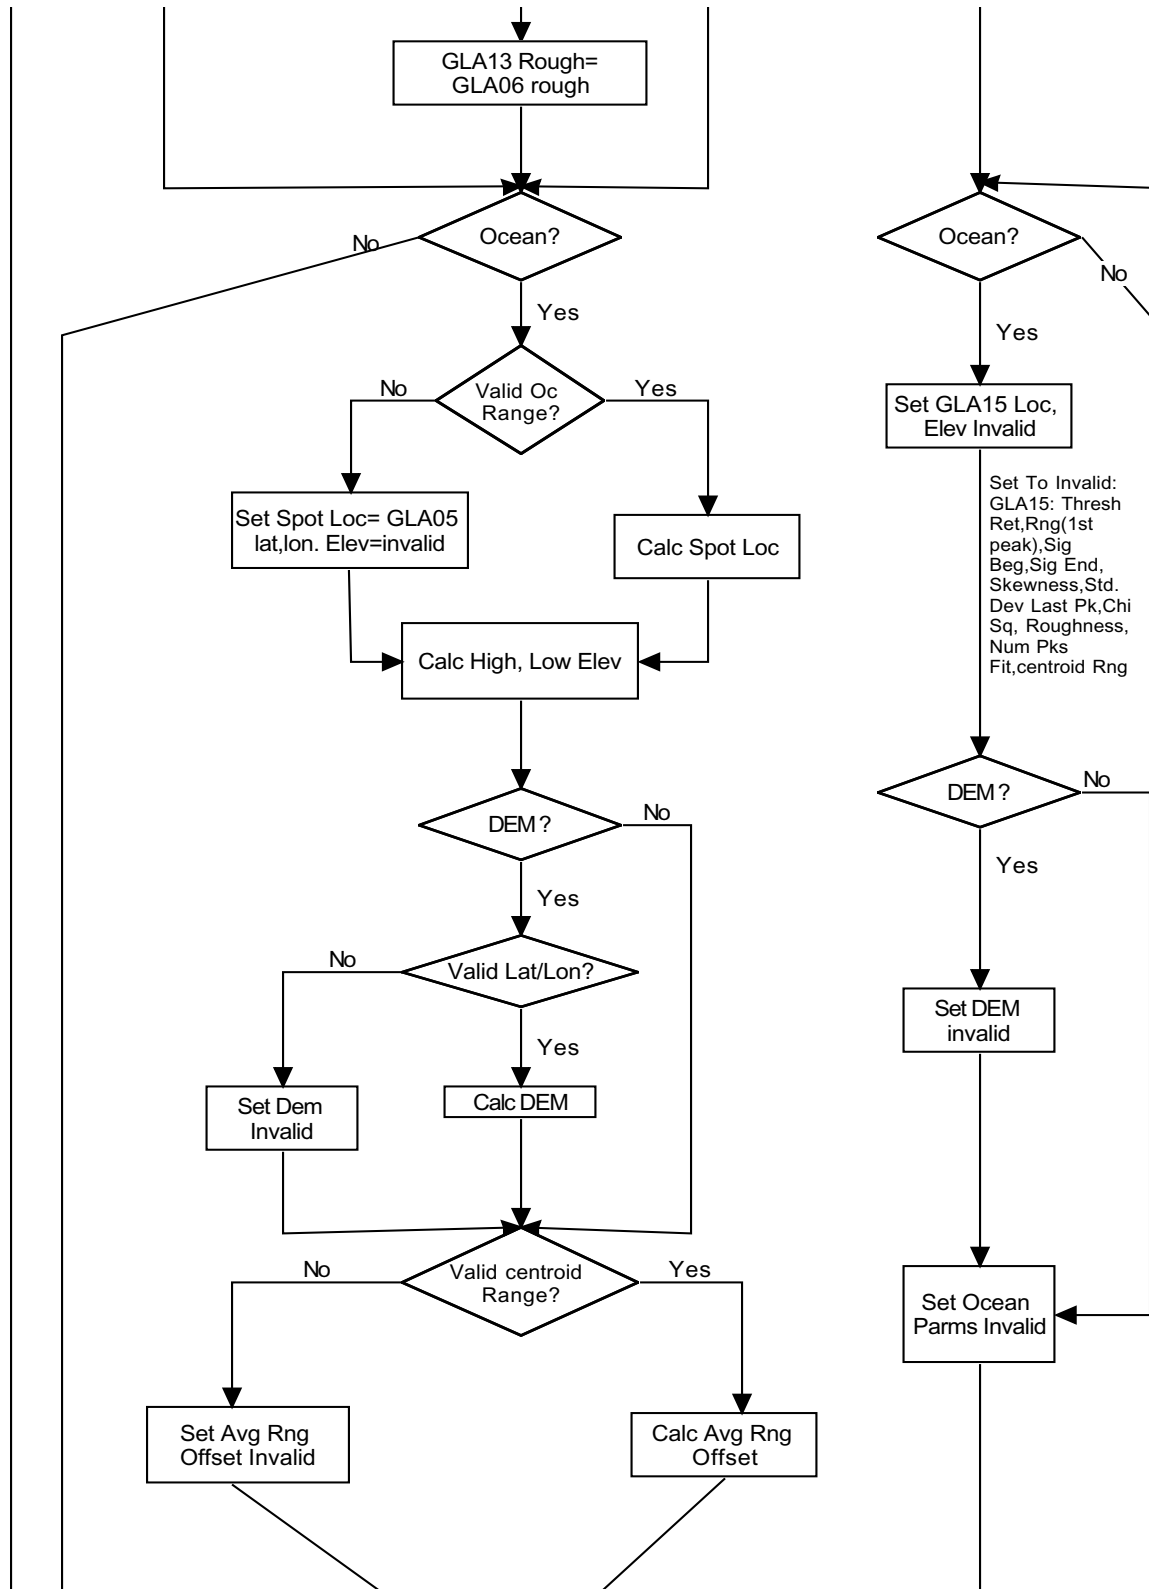 GLA13 Rough=
GLA06 rough
Ocean?
No
Yes
Valid Oc
Range?
No
Yes
Set Spot Loc= GLA05
lat,lon. Elev=invalid
Calc Spot Loc
Calc High, Low Elev
DEM?
No
Yes
Valid Lat/Lon?
No
Yes
Set Dem
Invalid
Calc DEM
Valid centroid
Range?
No
Yes
Set Avg Rng
Offset Invalid
Calc Avg Rng
Offset
Ocean?
No
Yes
Set GLA15 Loc,
Elev Invalid
Set To Invalid:
GLA15: Thresh
Ret,Rng(1st
peak),Sig
Beg,Sig End,
Skewness,Std.
Dev Last Pk,Chi
Sq, Roughness,
Num Pks
Fit,centroid Rng
DEM?
No
Yes
Set DEM
invalid
Set Ocean
Parms Invalid